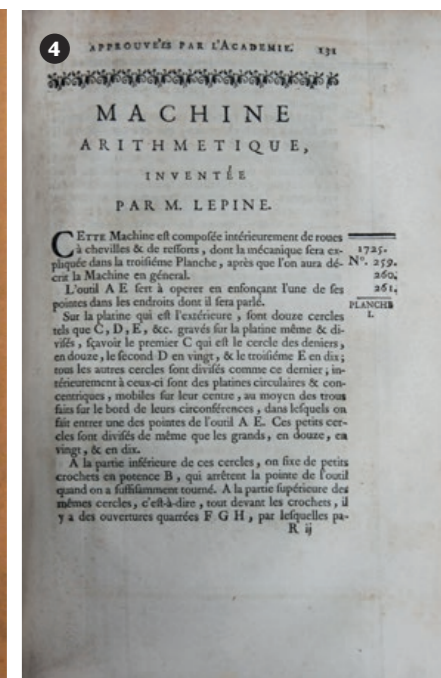 4
APPROUVÉES PAR L'ACADEMIE. 131
MACHINE
ARITHMETIQUE,
INVENTÉE
PAR M. LEPINE.
CETTE Machine est composée intérieurement de roues
à chevilles & de ressorts, dont la mécanique sera ex-
pliquée dans la troisiéme Planche, après que l'on aura dé-
crit la Machine en général.
1725.
N°. 259.
260.
261.
PLANCHE
I.
L'outil A E sert à operer en enfonçant l'une de ses
pointes dans les endroits dont il sera parlé.
Sur la platine qui est l'extérieure, sont douze cercles
tels que C, D, E, &c. gravés sur la platine même & di-
visés, sçavoir le premier C qui est le cercle des deniers,
en douze, le second D en vingt, & le troisiéme E en dix;
tous les autres cercles sont divisés comme ce dernier; in-
térieurement à ceux-ci sont des platines circulaires & con-
centriques, mobiles sur leur centre, au moyen des trous
faits sur le bord de leurs circonférences, dans lesquels on
fait entrer une des pointes de l'outil A E. Ces petits cer-
cles sont divisés de même que les grands, en douze, en
vingt, & en dix.
A la partie inférieure de ces cercles, on fixe de petits
crochets en potence B, qui arrêtent la pointe de l'outil
quand on a suffisamment tourné. A la partie supérieure des
mêmes cercles, c'est-à-dire, tout devant les crochets, il
y a des ouvertures quarrées F G H, par lesquelles pa-
R ij